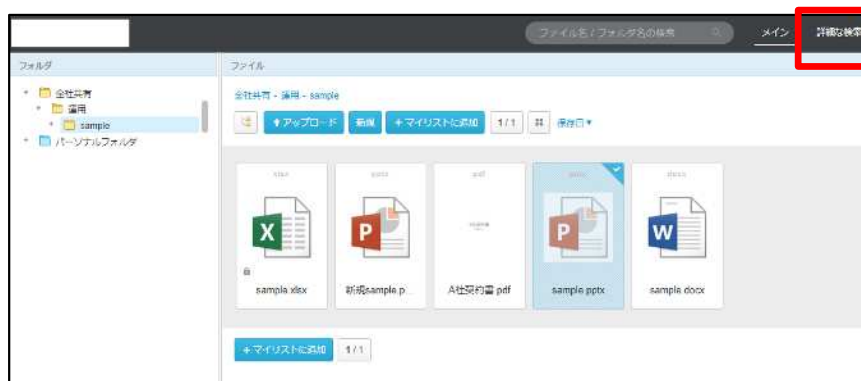 ファイル名/フォルダ名の検索
メイン
詳細な検索
フォルダ
ファイル
全社共有
運用
sample
パーソナルフォルダ
全社共有 - 運用 - sample
アップロード
新規
+マイリストに追加
1/1
保存日▼
xlsx
pptx
pdf
pptx
docx
X
P
P
W
sample.xlsx
新規sample.p...
A社契約書.pdf
sample.pptx
sample.docx
+マイリストに追加
1/1